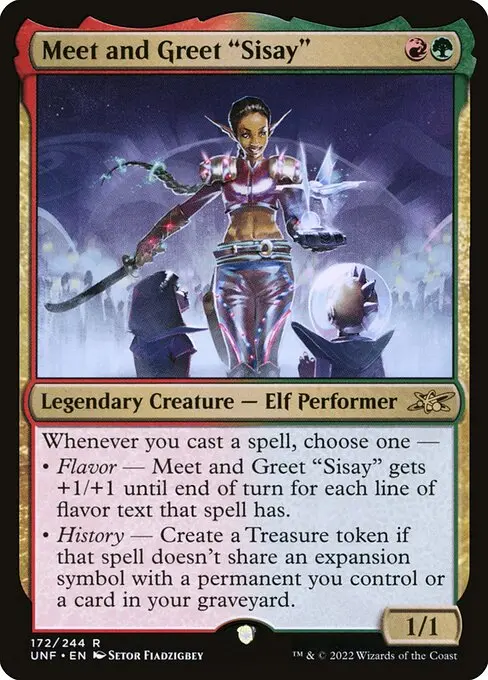 Meet and Greet “Sisay”
Legendary Creature — Elf Performer
Whenever you cast a spell, choose one —
• Flavor — Meet and Greet “Sisay” gets
+1/+1 until end of turn for each line of
flavor text that spell has.
• History — Create a Treasure token if
that spell doesn’t share an expansion
symbol with a permanent you control or
a card in your graveyard.
1/1
172/244 R
UNF • EN Setor Fiadzigbey
™ & © 2022 Wizards of the Coast